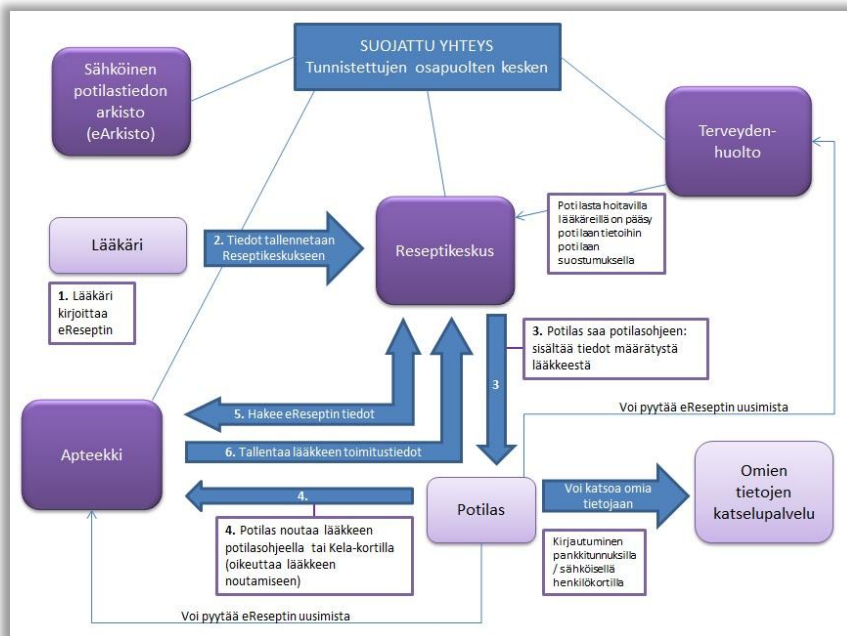 SUOJATTU YHTEYS
Tunnistettujen osapuolten kesken
Sähköinen
potilastiedon
arkisto
(eArkisto)
Terveyden-
huolto
Potilasta hoitavilla
lääkäreillä on pääsy
potilaan tietoihin
potilaan
suostumuksella
Lääkäri
2. Tiedot tallennetaan
Reseptikeskukseen
Reseptikeskus
1. Lääkäri
kirjoittaa
eReseptin
3. Potilas saa potilasohjeen:
sisältää tiedot määrätystä
lääkkeestä
3
Voi pyytää eReseptin uusimista
5. Hakee eReseptin tiedot
Apteekki
6. Tallentaa lääkkeen toimitustiedot
4.
Potilas
Voi katsoa omia
tietojaan
Omien
tietojen
katselupalvelu
4. Potilas noutaa lääkkeen
potilasohjeella tai Kela-kortilla
(oikeuttaa lääkkeen
noutamiseen)
Kirjautuminen
pankkitunnuksilla
/ sähköisellä
henkilökortilla
Voi pyytää eReseptin uusimista